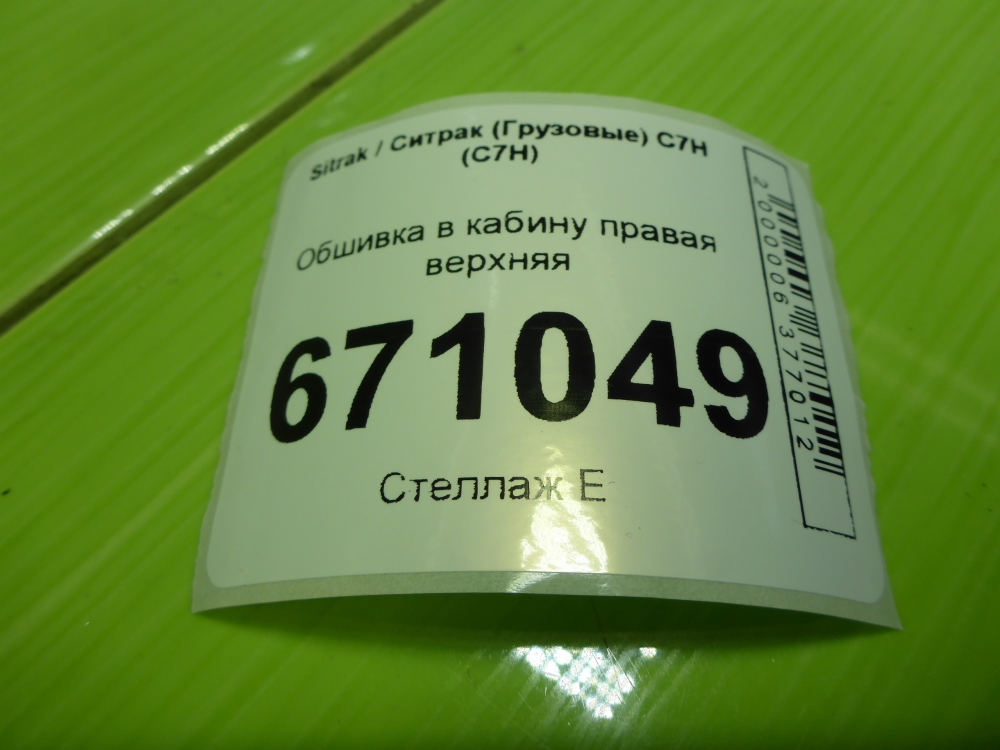 Sitrak / Ситрак (Грузовые) C7H
(C7H)
Обшивка в кабину правая
верхняя
671049
Стеллаж Е
2000006377012